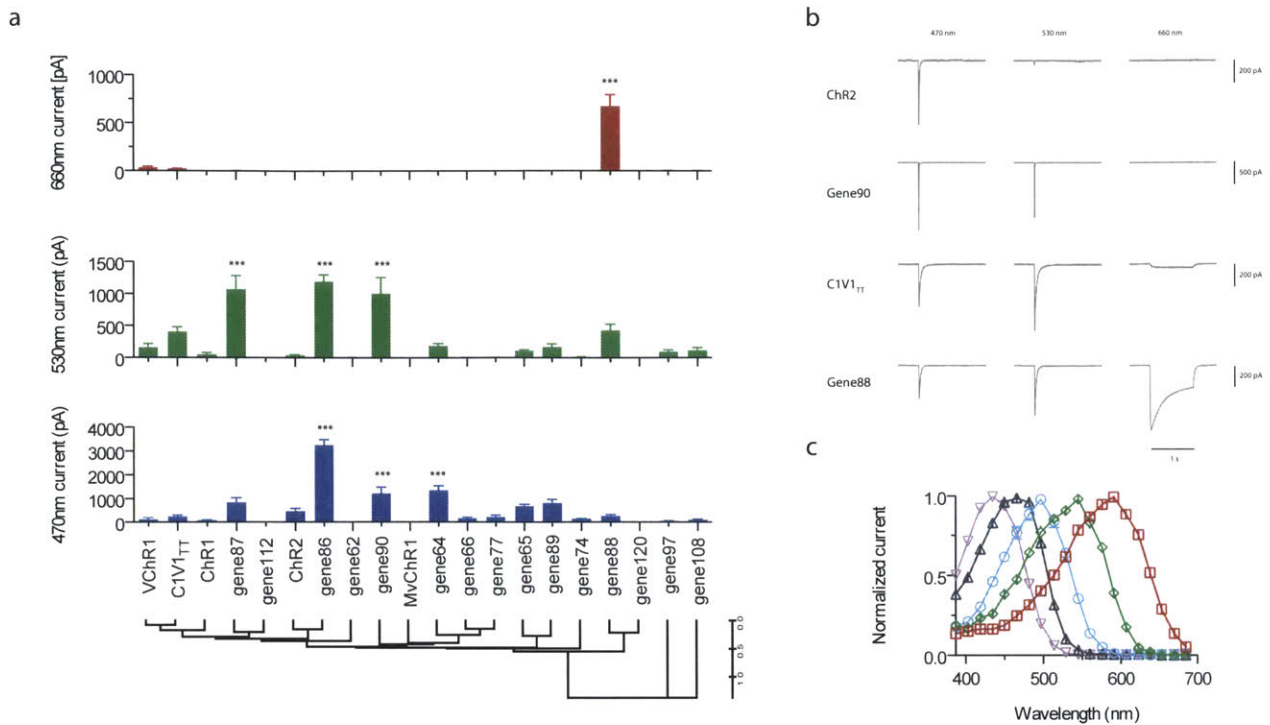 a
660nm current [pA]
1000
500
0
***
530nm current (pA)
1500
1000
500
0
*** *** ***
470nm current (pA)
4000
3000
2000
1000
0
*** *** ***
VChR1
C1V1TT
ChR1
gene87
gene112
ChR2
gene86
gene62
gene90
MvChR1
gene64
gene66
gene77
gene65
gene89
gene74
gene88
gene120
gene97
gene108
0.0
0.5
1.0
b
470 nm 530 nm 660 nm
ChR2
200 pA
Gene90
500 pA
C1V1TT
200 pA
Gene88
200 pA
1 s
c
Normalized current
1.0
0.5
0.0
400 500 600 700
Wavelength (nm)